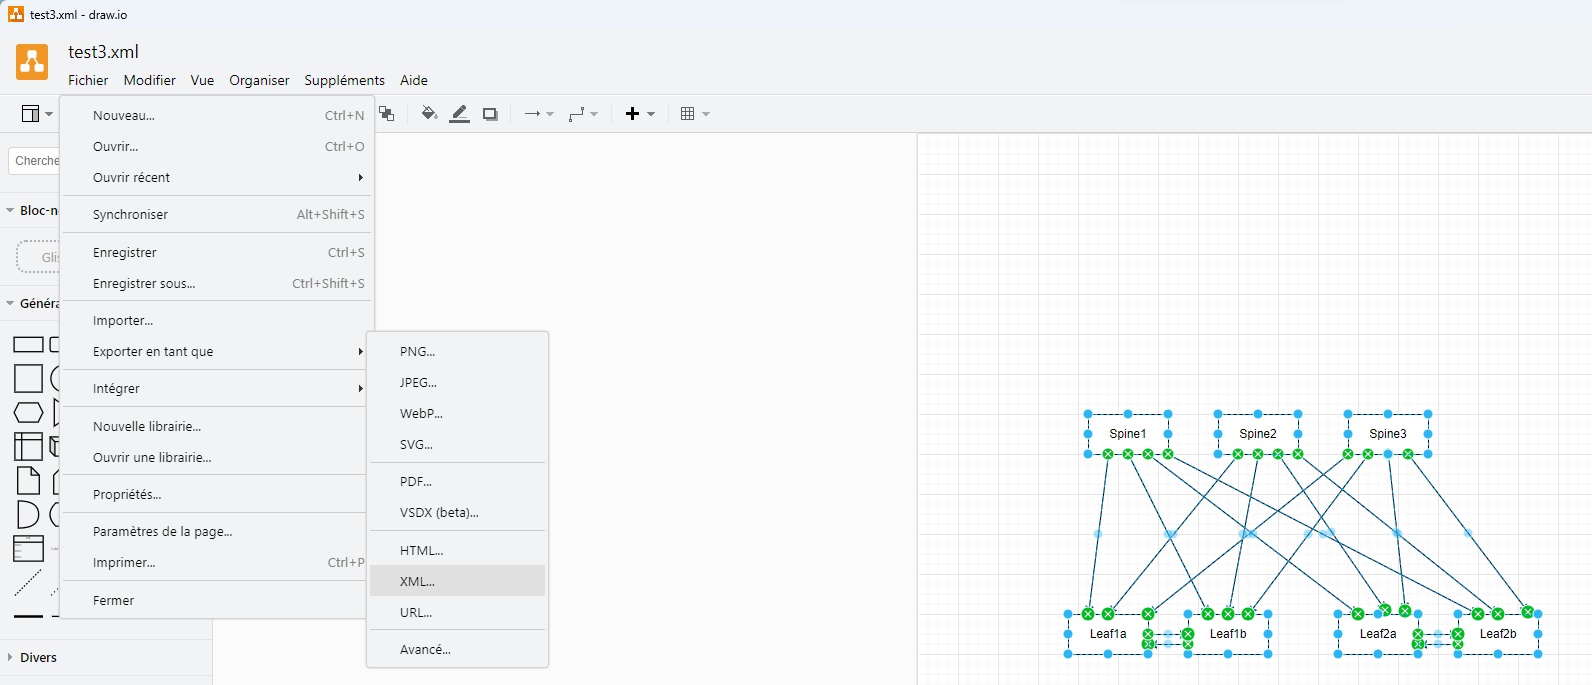 test3.xml - draw.io
test3.xml
Fichier Modifier Vue Organiser Suppléments Aide
Nouveau... Ctrl+N
Ouvrir... Ctrl+O
Ouvrir récent
Synchroniser Alt+Shift+S
Enregistrer Ctrl+S
Enregistrer sous... Ctrl+Shift+S
Importer...
Exporter en tant que
Intégrer
Nouvelle librairie...
Ouvrir une librairie...
Propriétés...
Paramètres de la page...
Imprimer... Ctrl+P
Fermer
PNG...
JPEG...
WebP...
SVG...
PDF...
VSDX (beta)...
HTML...
XML...
URL...
Avancé...
Cherche
Bloc-n
Glis
Généra
Divers
Spine1 Spine2 Spine3
Leaf1a Leaf1b Leaf2a Leaf2b